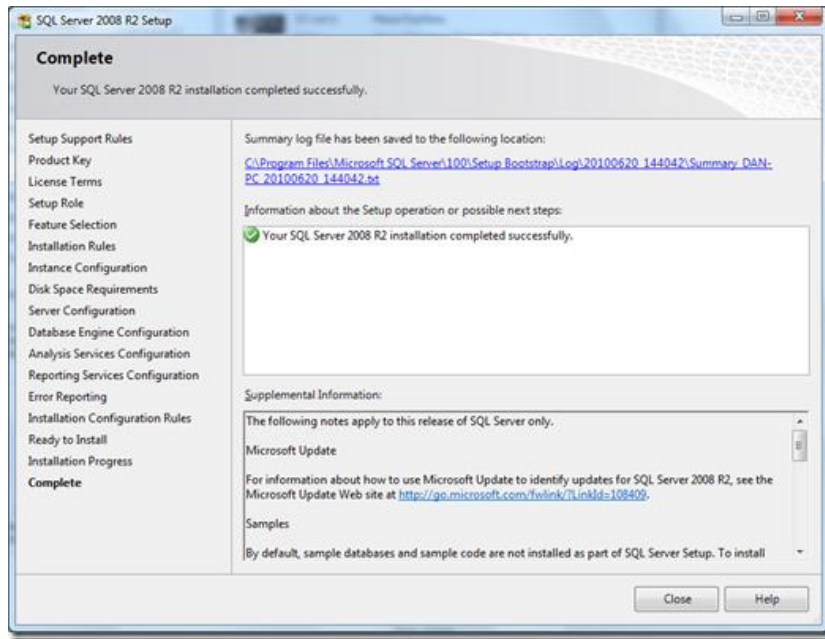 SQL Server 2008 R2 Setup
Complete
Your SQL Server 2008 R2 installation completed successfully.
Setup Support Rules
Product Key
License Terms
Setup Role
Feature Selection
Installation Rules
Instance Configuration
Disk Space Requirements
Server Configuration
Database Engine Configuration
Analysis Services Configuration
Reporting Services Configuration
Error Reporting
Installation Configuration Rules
Ready to Install
Installation Progress
Complete
Summary log file has been saved to the following location:
C:\Program Files\Microsoft SQL Server\100\Setup Bootstrap\Log\20100620_144042\Summary_DAN-
PC_20100620_144042.txt
Information about the Setup operation or possible next steps:
Your SQL Server 2008 R2 installation completed successfully.
Supplemental Information:
The following notes apply to this release of SQL Server only.
Microsoft Update
For information about how to use Microsoft Update to identify updates for SQL Server 2008 R2, see the
Microsoft Update Web site at http://go.microsoft.com/fwlink/?LinkId=108409.
Samples
By default, sample databases and sample code are not installed as part of SQL Server Setup. To install
Close
Help